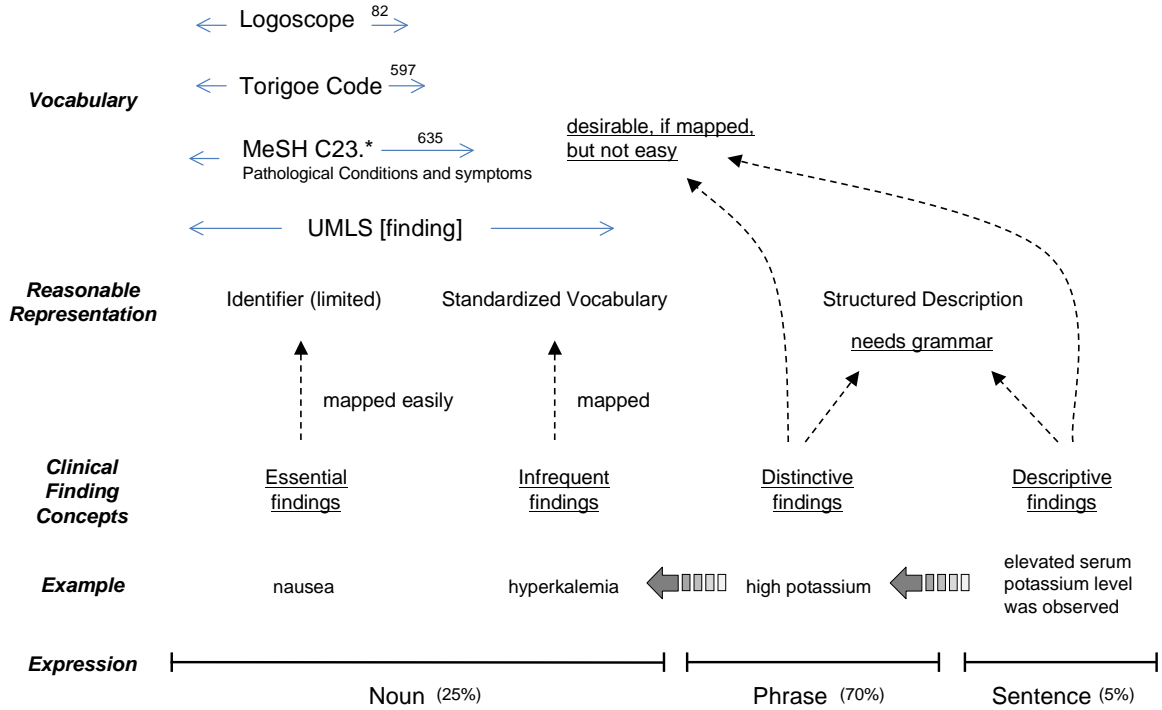 Logoscope 82
Vocabulary
Torigoe Code 597
MeSH C23.* 635
Pathological Conditions and symptoms
desirable, if mapped,
but not easy
UMLS [finding]
Reasonable
Representation
Identifier (limited)
Standardized Vocabulary
Structured Description
needs grammar
mapped easily
mapped
Clinical
Finding
Concepts
Essential
findings
Infrequent
findings
Distinctive
findings
Descriptive
findings
Example
nausea
hyperkalemia
high potassium
elevated serum
potassium level
was observed
Expression
Noun (25%)
Phrase (70%)
Sentence (5%)